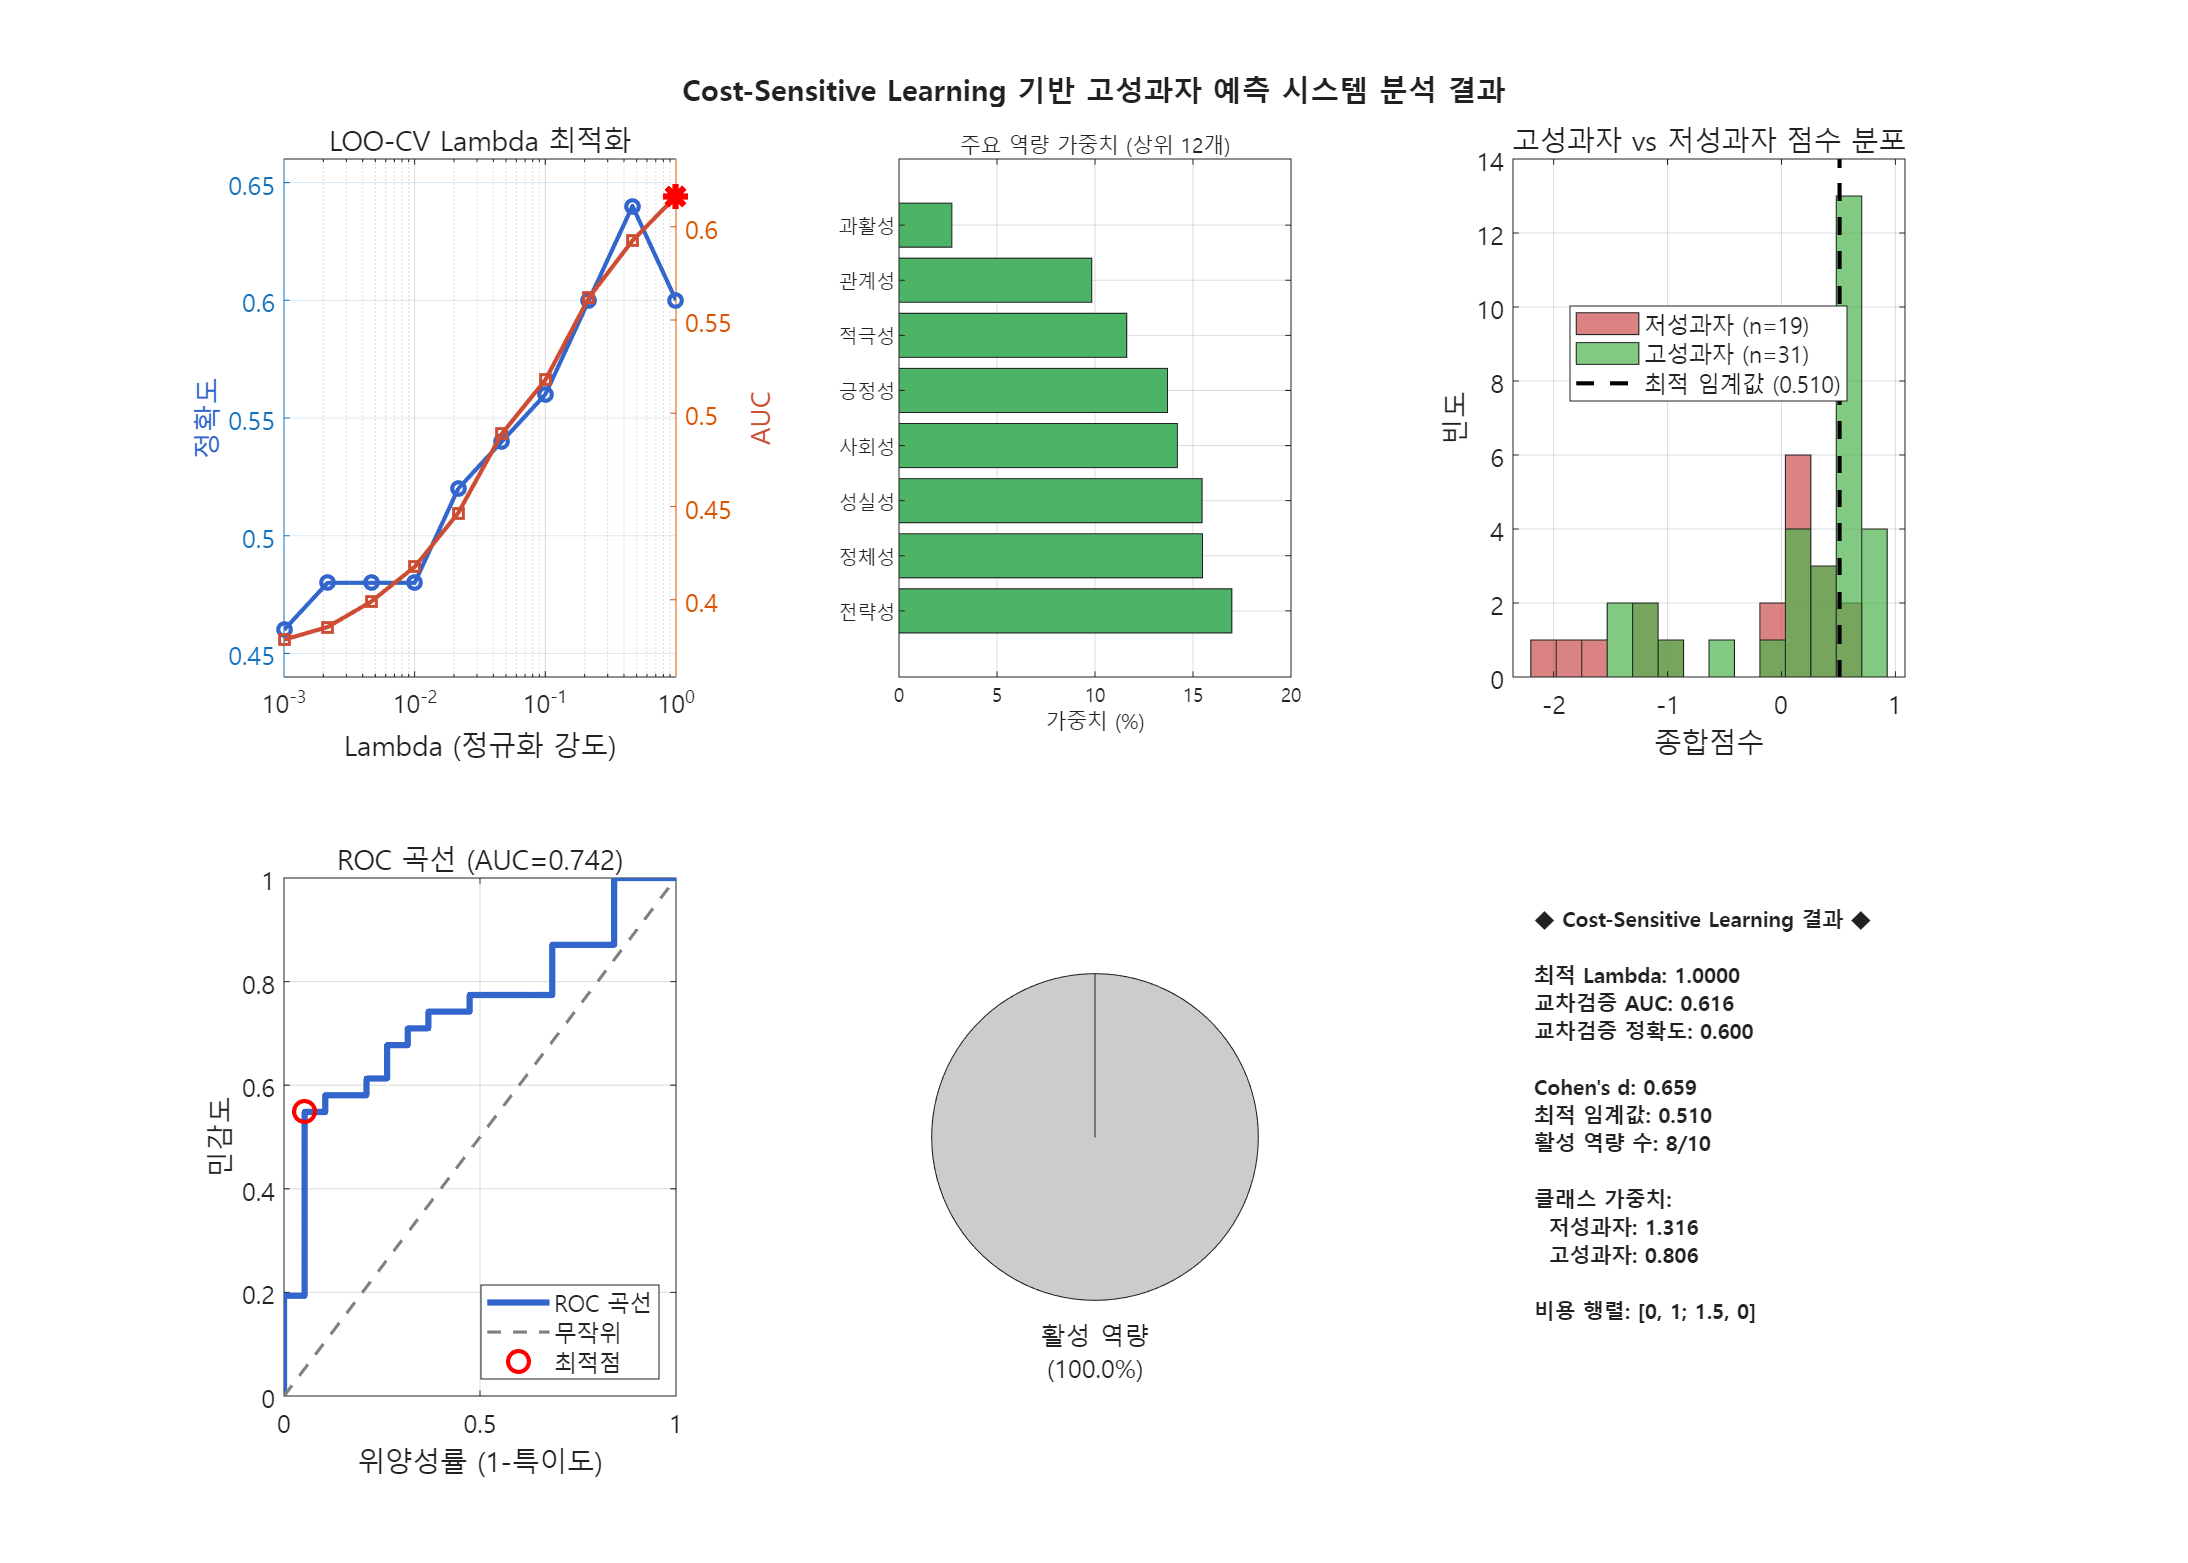 Cost-Sensitive Learning 기반 고성과자 예측 시스템 분석 결과
LOO-CV Lambda 최적화
0.65
0.6
0.55
0.5
0.45
정확도
0.6
0.55
0.5
0.45
0.4
AUC
10-3
10-2
10-1
100
Lambda (정규화 강도)
주요 역량 가중치 (상위 12개)
과활성
관계성
적극성
긍정성
사회성
성실성
정체성
전략성
0
5
10
15
20
가중치 (%)
고성과자 vs 저성과자 점수 분포
14
12
10
8
6
4
2
0
빈도
저성과자 (n=19)
고성과자 (n=31)
최적 임계값 (0.510)
-2
-1
0
1
종합점수
ROC 곡선 (AUC=0.742)
1
0.8
0.6
0.4
0.2
0
민감도
ROC 곡선
무작위
최적점
0
0.5
1
위양성률 (1-특이도)
활성 역량
(100.0%)
◆ Cost-Sensitive Learning 결과 ◆
최적 Lambda: 1.0000
교차검증 AUC: 0.616
교차검증 정확도: 0.600
Cohen's d: 0.659
최적 임계값: 0.510
활성 역량 수: 8/10
클래스 가중치:
저성과자: 1.316
고성과자: 0.806
비용 행렬: [0, 1; 1.5, 0]